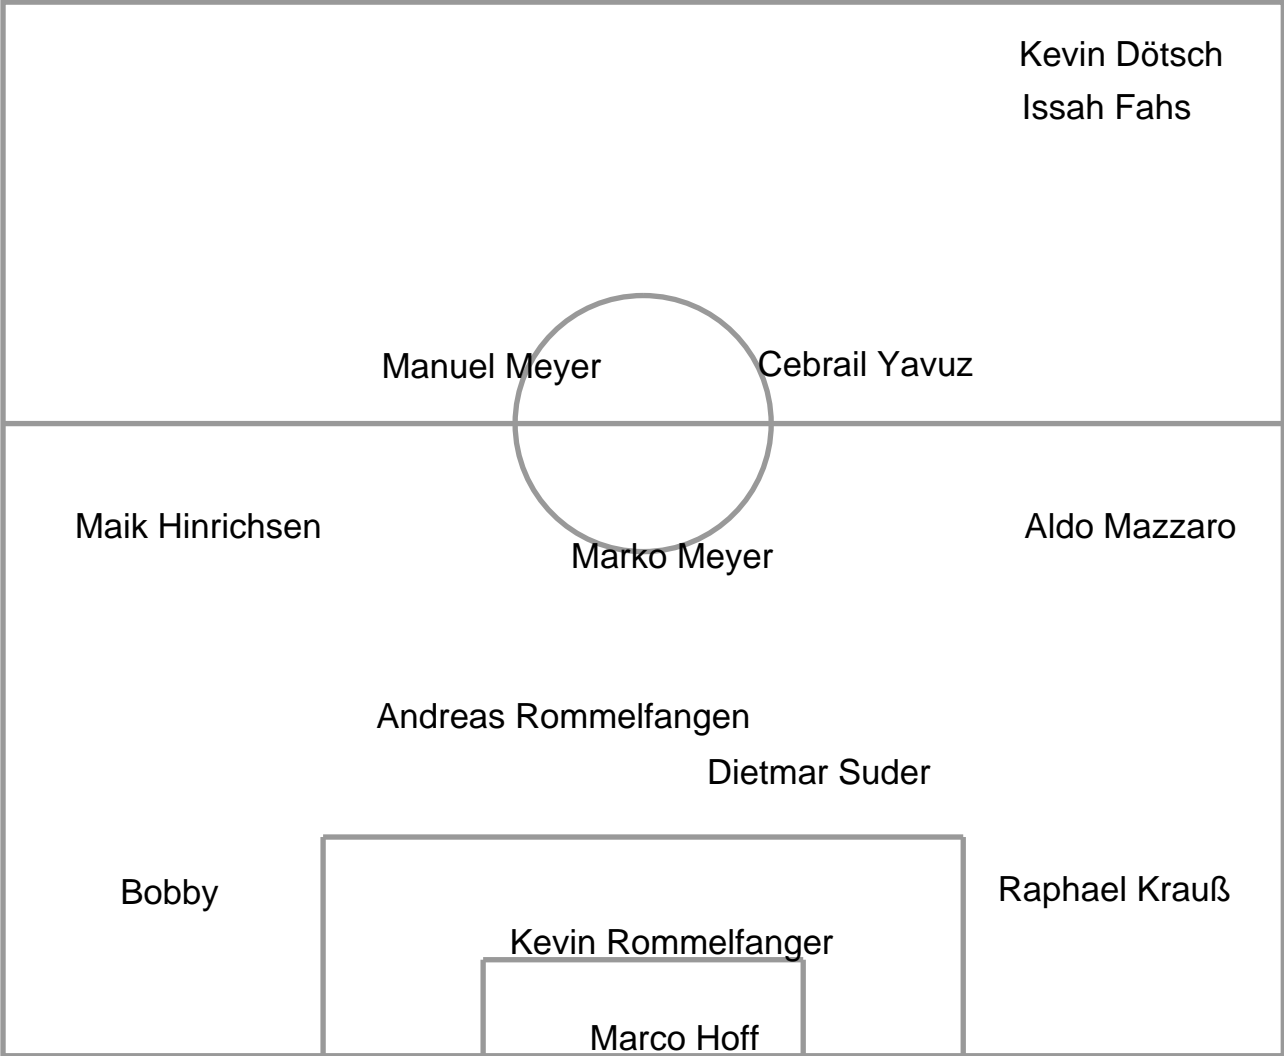 Kevin Dötsch
Issah Fahs
Manuel Meyer
Cebrail Yavuz
Maik Hinrichsen
Aldo Mazzaro
Marko Meyer
Andreas Rommelfangen
Dietmar Suder
Bobby
Raphael Krauß
Kevin Rommelfanger
Marco Hoff